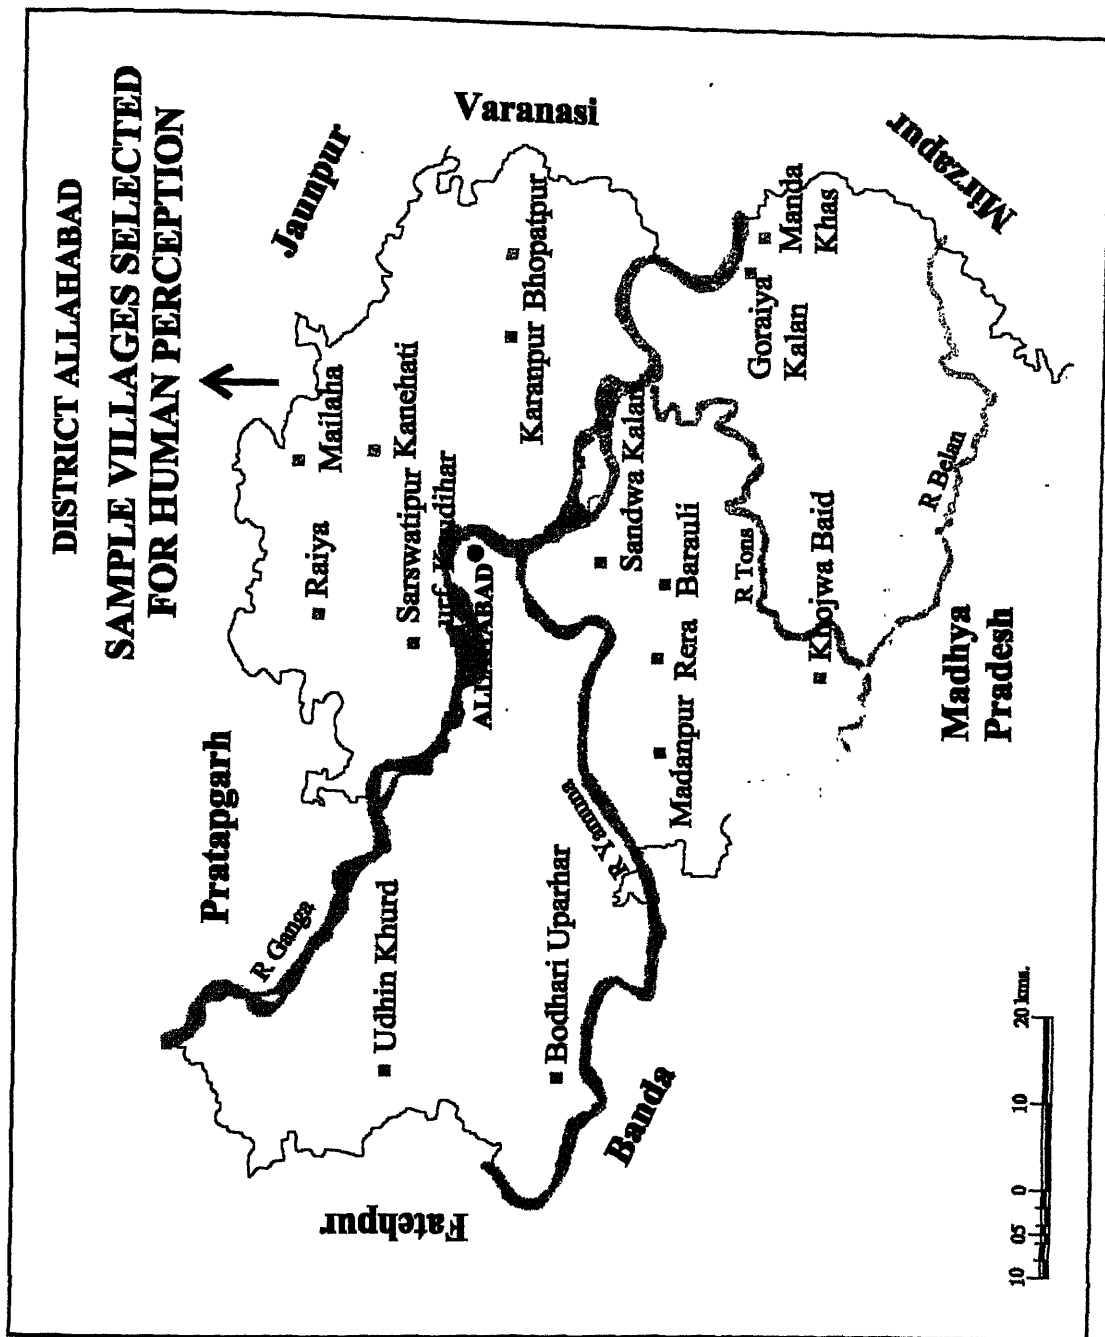 DISTRICT ALLAHABAD
SAMPLE VILLAGES SELECTED
FOR HUMAN PERCEPTION
Jaunpur
Varanasi
Mirzapur
Pratapgarh
Fatehpur
Banda
Madhya
Pradesh
R Ganga
R Yamuna
R Tons
R Belan
Mailaha
Raiya
Kanehati
Sarswatipur
urf Kaudihar
ALLAHABAD
Karanpur
Bhopatpur
Manda
Khas
Goraiya
Kalan
Sandwa Kalan
Barauli
Rera
Madanpur
Khojwa Baid
Udhin Khurd
Bodhari Uparhar
10 05 0 10 20 kms.